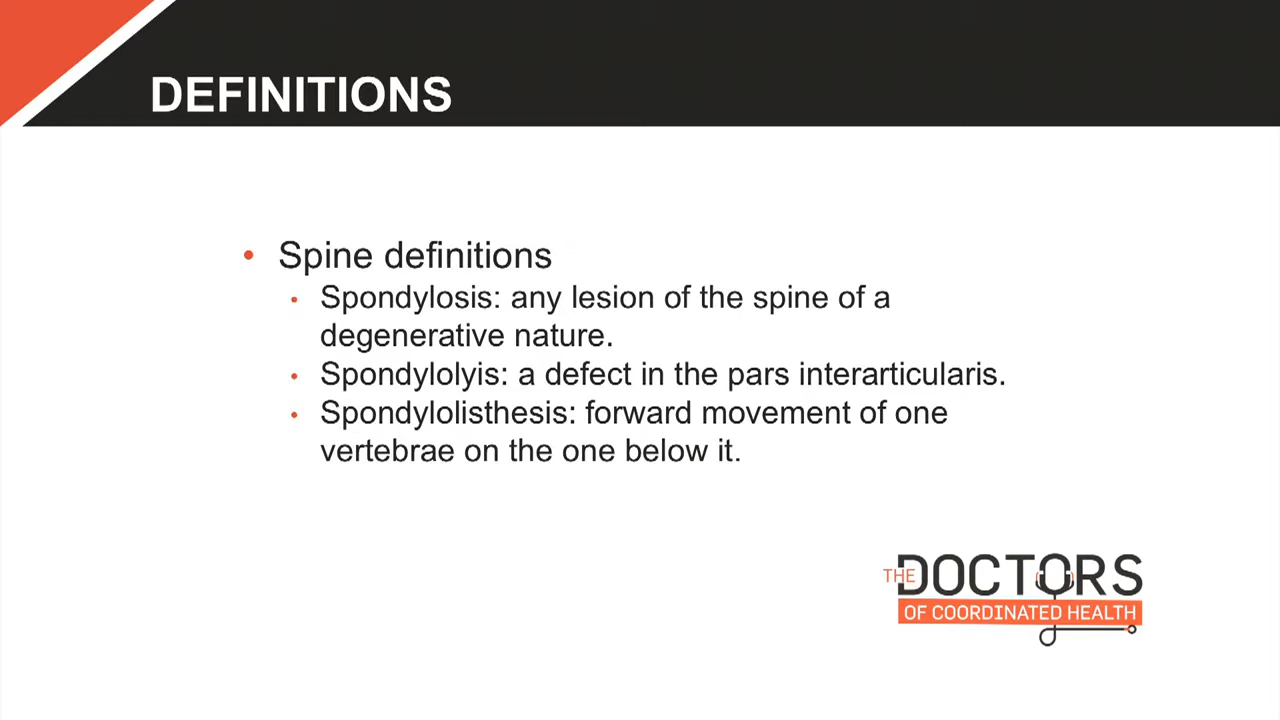 DEFINITIONS
• Spine definitions
• Spondylosis: any lesion of the spine of a
degenerative nature.
• Spondylolyis: a defect in the pars interarticularis.
• Spondylolisthesis: forward movement of one
vertebrae on the one below it.
THE DOCTORS
OF COORDINATED HEALTH